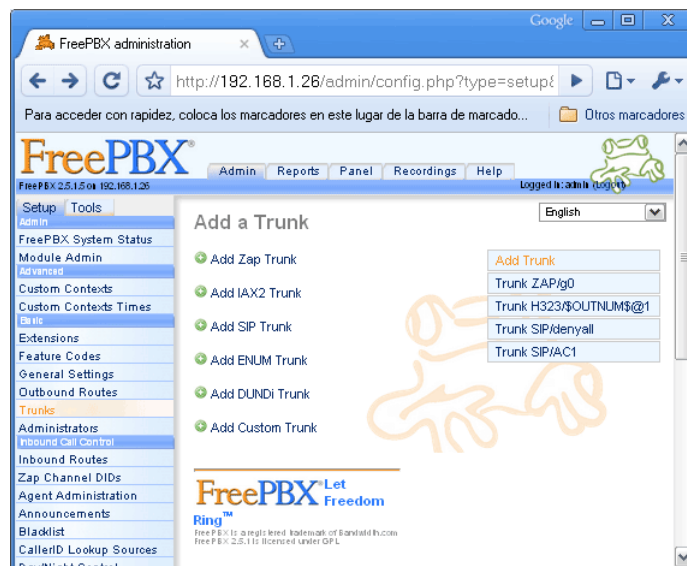 Google
FreePBX administration
http://192.168.1.26/admin/config.php?type=setup&
Para acceder con rapidez, coloca los marcadores en este lugar de la barra de marcado...
Otros marcadores
FreePBX®
Admin Reports Panel Recordings Help
FreePBX 2.5.1.5 on 192.168.1.26
Logged in: admin (Logout)
Setup Tools
English
Admin
FreePBX System Status
Module Admin
Advanced
Custom Contexts
Custom Contexts Times
Basic
Extensions
Feature Codes
General Settings
Outbound Routes
Trunks
Administrators
Inbound Call Control
Inbound Routes
Zap Channel DIDs
Agent Administration
Announcements
Blacklist
CallerID Lookup Sources
Day/Night Control
Add a Trunk
Add Zap Trunk
Add IAX2 Trunk
Add SIP Trunk
Add ENUM Trunk
Add DUNDi Trunk
Add Custom Trunk
Add Trunk
Trunk ZAP/g0
Trunk H323/$OUTNUM$@1
Trunk SIP/denyall
Trunk SIP/AC1
FreePBX® Let Freedom
Ring™
FreePBX is a registered trademark of Bandwidth.com
FreePBX 2.5.1 is licensed under GPL